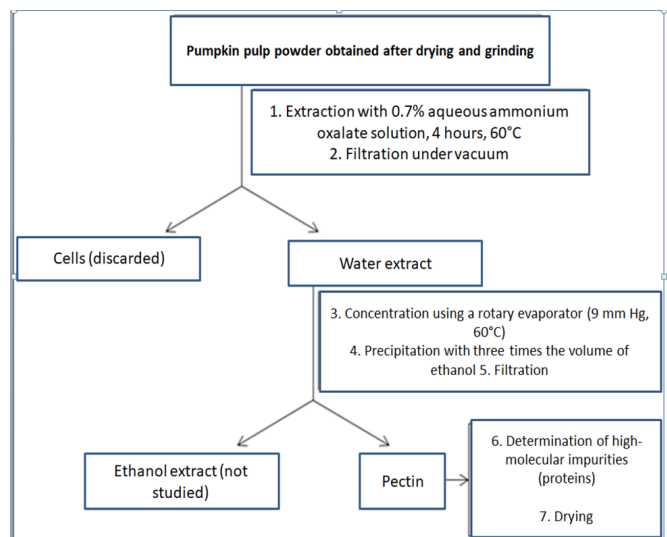 Pumpkin pulp powder obtained after drying and grinding
1. Extraction with 0.7% aqueous ammonium
oxalate solution, 4 hours, 60°C
2. Filtration under vacuum
Cells (discarded)
Water extract
3. Concentration using a rotary evaporator (9 mm Hg,
60°C)
4. Precipitation with three times the volume of
ethanol 5. Filtration
Ethanol extract (not
studied)
Pectin
6. Determination of high-
molecular impurities
(proteins)
7. Drying